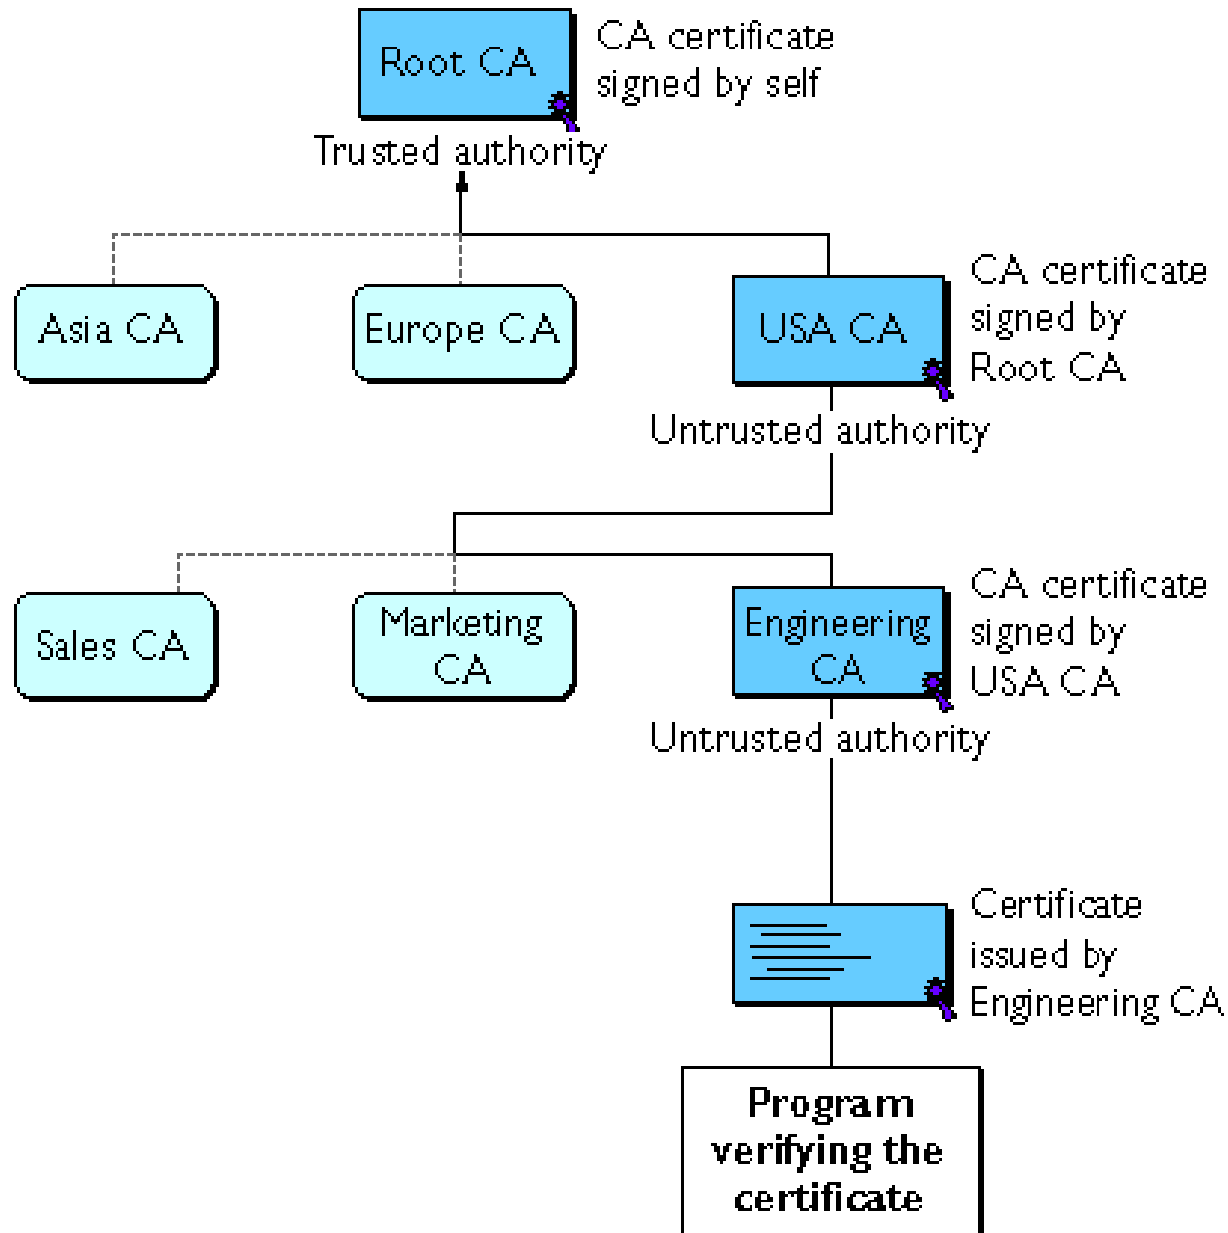 Root CA
CA certificate
signed by self
Trusted authority
Asia CA
Europe CA
USA CA
CA certificate
signed by
Root CA
Untrusted authority
Sales CA
Marketing
CA
Engineering
CA
CA certificate
signed by
USA CA
Untrusted authority
Certificate
issued by
Engineering CA
Program
verifying the
certificate